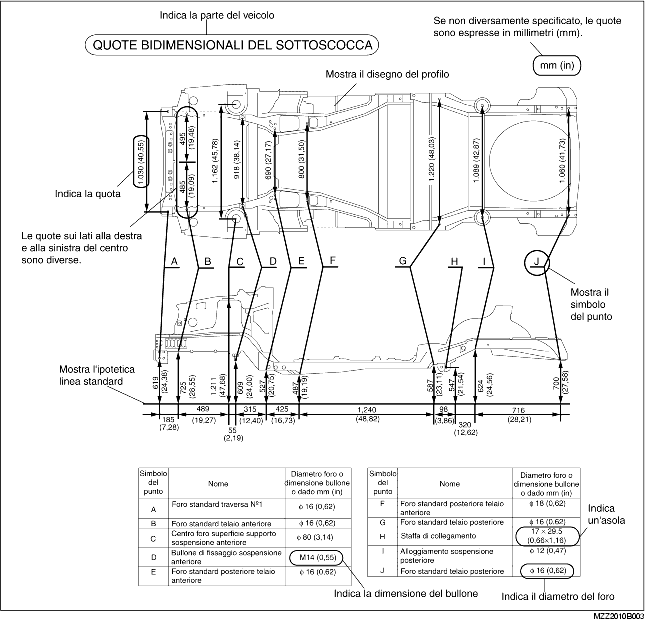 Indica la parte del veicolo
QUOTE BIDIMENSIONALI DEL SOTTOSCOCCA
Se non diversamente specificato, le quote
sono espresse in millimetri (mm).
mm (in)
Mostra il disegno del profilo
1.030 (40,55)
495
(19,48)
485
(19,09)
1,162 (45,78)
918 (36,14)
690 (27,17)
800 (31,50)
1,220 (48,03)
1,089 (42,87)
1,060 (41,73)
Indica la quota
Le quote sui lati alla destra
e alla sinistra del centro
sono diverse.
A B C D E F G H I J
Mostra il
simbolo
del punto
Mostra l'ipotetica
linea standard
619
(24,38)
725
(28,55)
1,211
(47,68)
609
(24,00)
527
(20,75)
487
(19,19)
587
(23,11)
547
(21,54)
624
(24,56)
700
(27,56)
185
(7,28)
489
(19,27)
55
(2,19)
315
(12,40)
425
(16,73)
1,240
(48,82)
98
(3,86)
320
(12,62)
716
(28,21)
Simbolo
del
punto
Nome
Diametro foro o
dimensione bullone
o dado mm (in)
A Foro standard traversa Nº1 φ 16 (0,62)
B Foro standard telaio anteriore φ 16 (0,62)
C Centro foro superfice supporto
sospensione anteriore φ 80 (3,14)
D Bullone di fissaggio sospensione
anteriore M14 (0,55)
E Foro standard posteriore telaio
anteriore φ 16 (0,62)
Simbolo
del
punto
Nome
Diametro foro o
dimensione bullone
o dado mm (in)
F Foro standard posteriore telaio
anteriore φ 18 (0,62)
G Foro standard telaio posteriore φ 16 (0,62)
H Staffa di collegamento 17 × 29.5
(0.66×1.16)
I Alloggiamento sospensione
posteriore φ 12 (0,47)
J Foro standard telaio posteriore φ 16 (0,62)
Indica
un'asola
Indica la dimensione del bullone
Indica il diametro del foro
MZZ2010B003